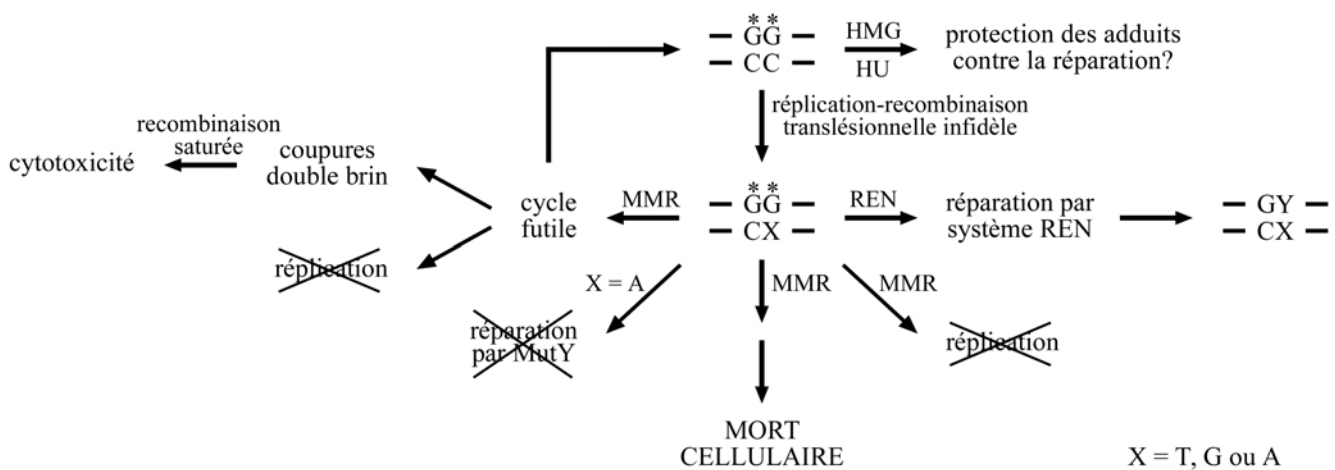 * *
GG
CC
HMG
HU
protection des adduits
contre la réparation?
réplication-recombinaison
translésionnelle infidèle
recombinaison
saturée
cytotoxicité
coupures
double brin
cycle
futile
MMR
* *
GG
CX
REN
réparation par
système REN
GY
CX
réplication
X = A
MMR
MMR
réparation
par MutY
réplication
MORT
CELLULAIRE
X = T, G ou A